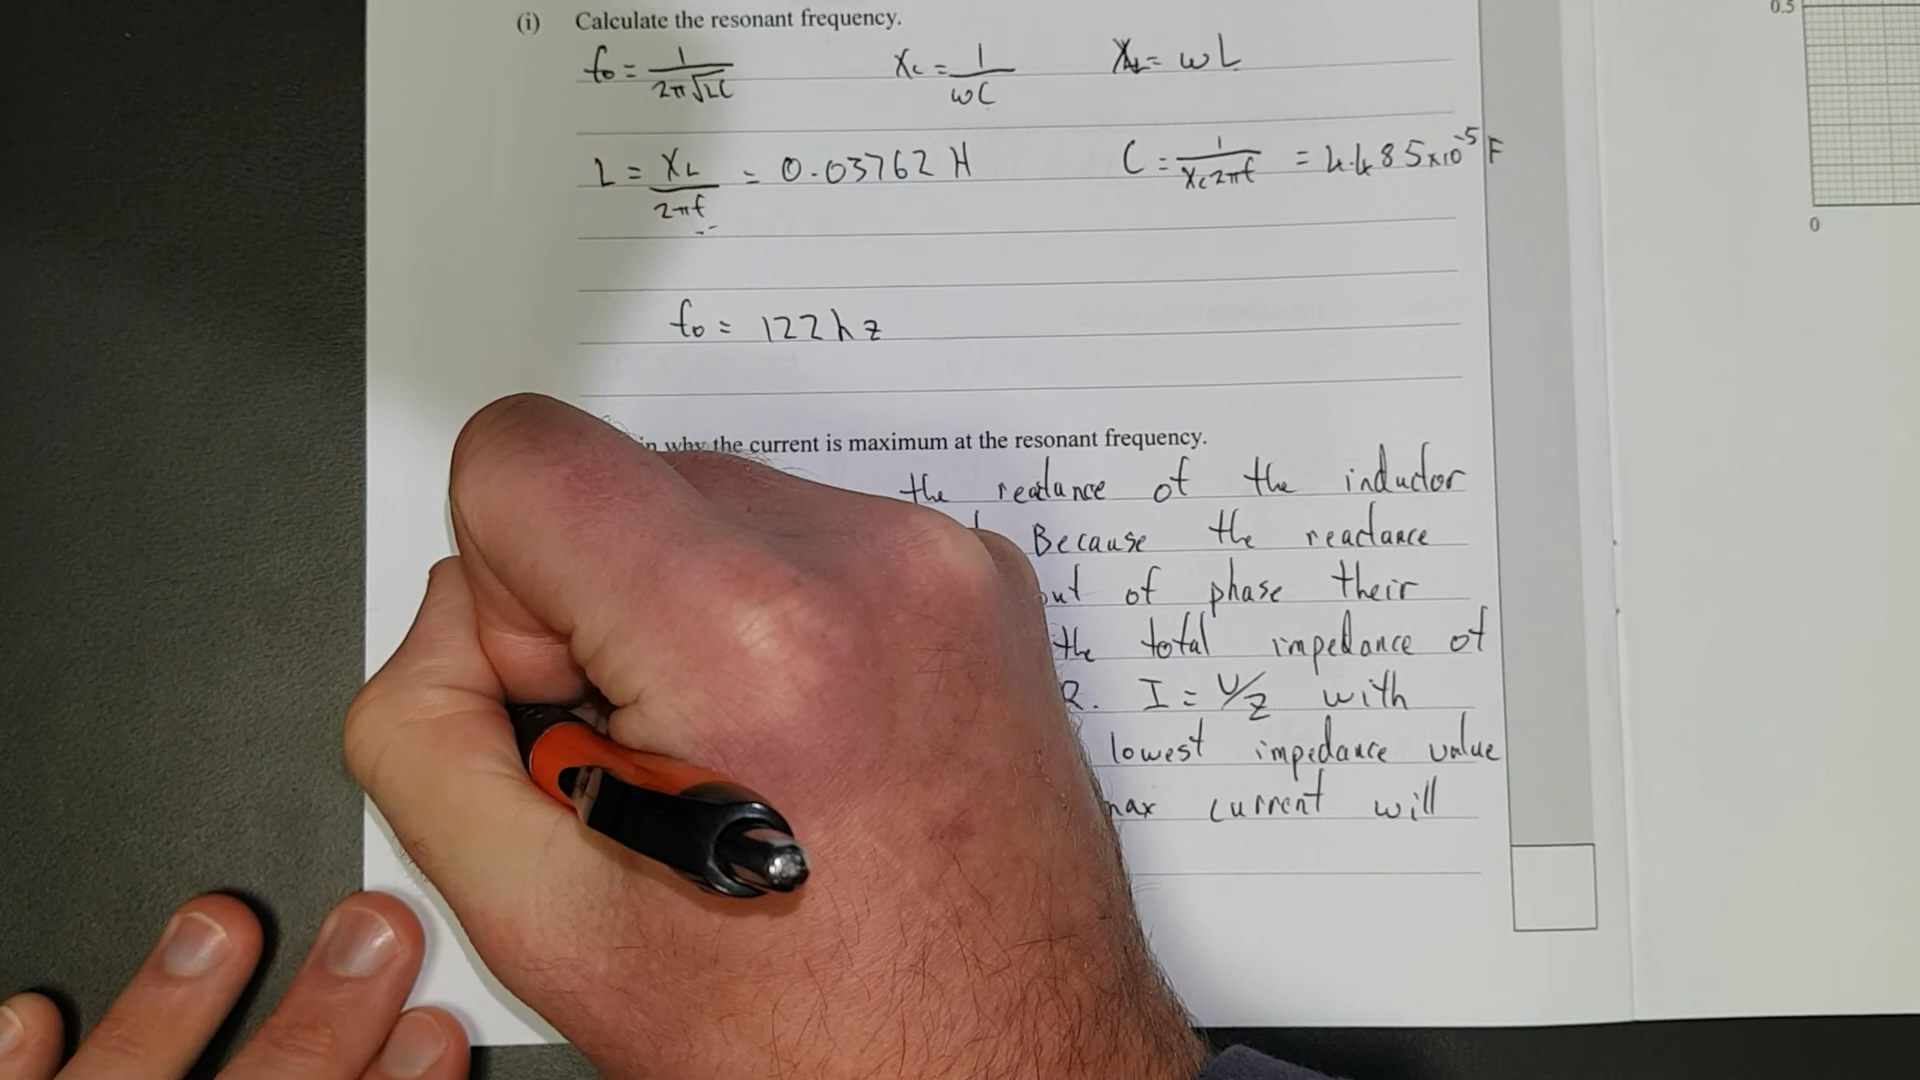 (i) Calculate the resonant frequency.
f₀ = 1/2π√LC   Xc = 1/ωC   XL = ωL
L = XL/2πf = 0.03762 H   C = 1/Xc2πf = 4.485x10⁻⁵ F
f₀ = 122hz
why the current is maximum at the resonant frequency.
the reactance of the inductor
Because the reactance
out of phase their
the total impedance of
R. I = V/Z with
lowest impedance value
max current will
0.5
0